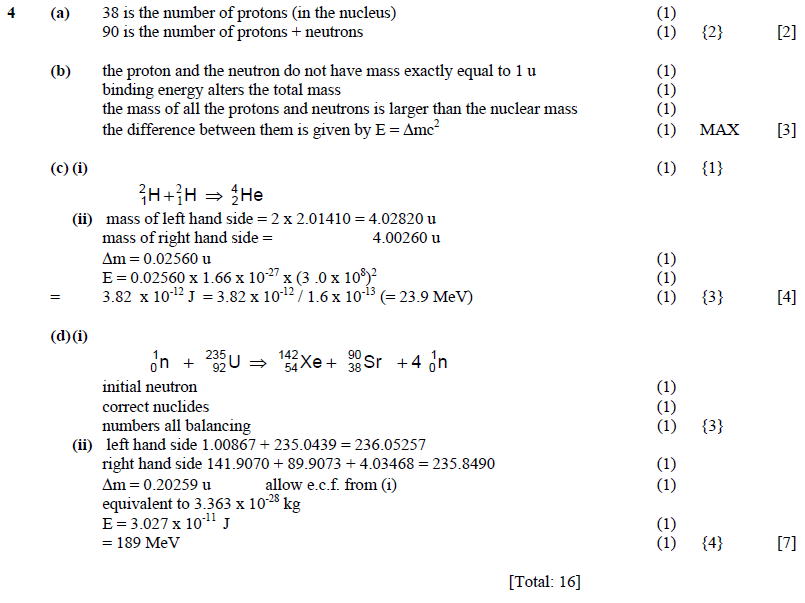 4 (a) 38 is the number of protons (in the nucleus) (1)
90 is the number of protons + neutrons (1) {2} [2]
(b) the proton and the neutron do not have mass exactly equal to 1 u (1)
binding energy alters the total mass (1)
the mass of all the protons and neutrons is larger than the nuclear mass (1)
the difference between them is given by E = Δmc² (1) MAX [3]
(c) (i) (1) {1}
²₁H + ²₁H ⇒ ⁴₂He
(ii) mass of left hand side = 2 x 2.01410 = 4.02820 u
mass of right hand side = 4.00260 u
Δm = 0.02560 u (1)
E = 0.02560 x 1.66 x 10⁻²⁷ x (3 .0 x 10⁸)² (1)
= 3.82 x 10⁻¹² J = 3.82 x 10⁻¹² / 1.6 x 10⁻¹³ (= 23.9 MeV) (1) {3} [4]
(d) (i)
¹₀n + ²³⁵₉₂U ⇒ ¹⁴²₅₄Xe + ⁹⁰₃₈Sr + 4 ¹₀n
initial neutron (1)
correct nuclides (1)
numbers all balancing (1) {3}
(ii) left hand side 1.00867 + 235.0439 = 236.05257
right hand side 141.9070 + 89.9073 + 4.03468 = 235.8490 (1)
Δm = 0.20259 u allow e.c.f. from (i) (1)
equivalent to 3.363 x 10⁻²⁸ kg
E = 3.027 x 10⁻¹¹ J (1)
= 189 MeV (1) {4} [7]
[Total: 16]